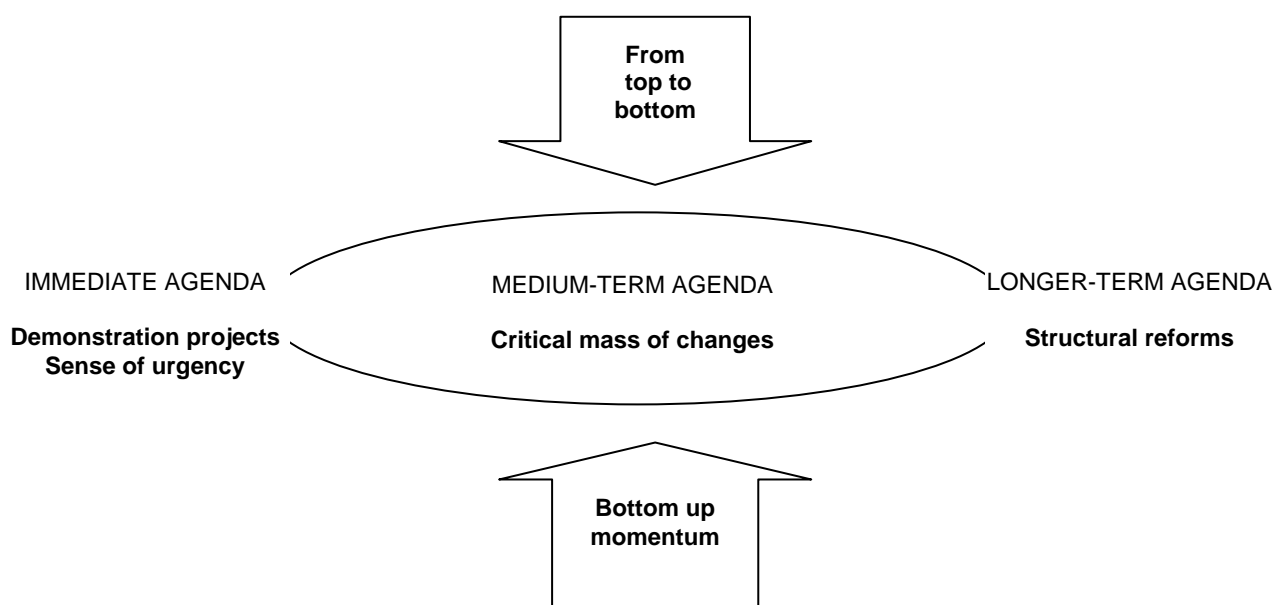 From
top to
bottom
IMMEDIATE AGENDA
Demonstration projects
Sense of urgency
MEDIUM-TERM AGENDA
Critical mass of changes
LONGER-TERM AGENDA
Structural reforms
Bottom up
momentum